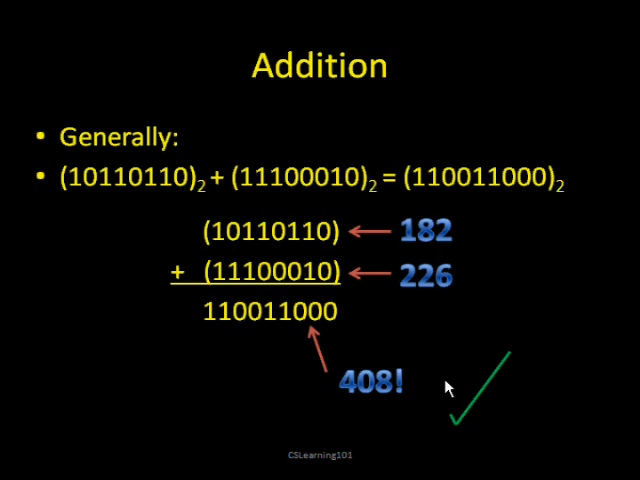 Addition
• Generally:
• (10110110)₂ + (11100010)₂ = (110011000)₂
(10110110) 182
+ (11100010) 226
110011000
408!
CSLearning101